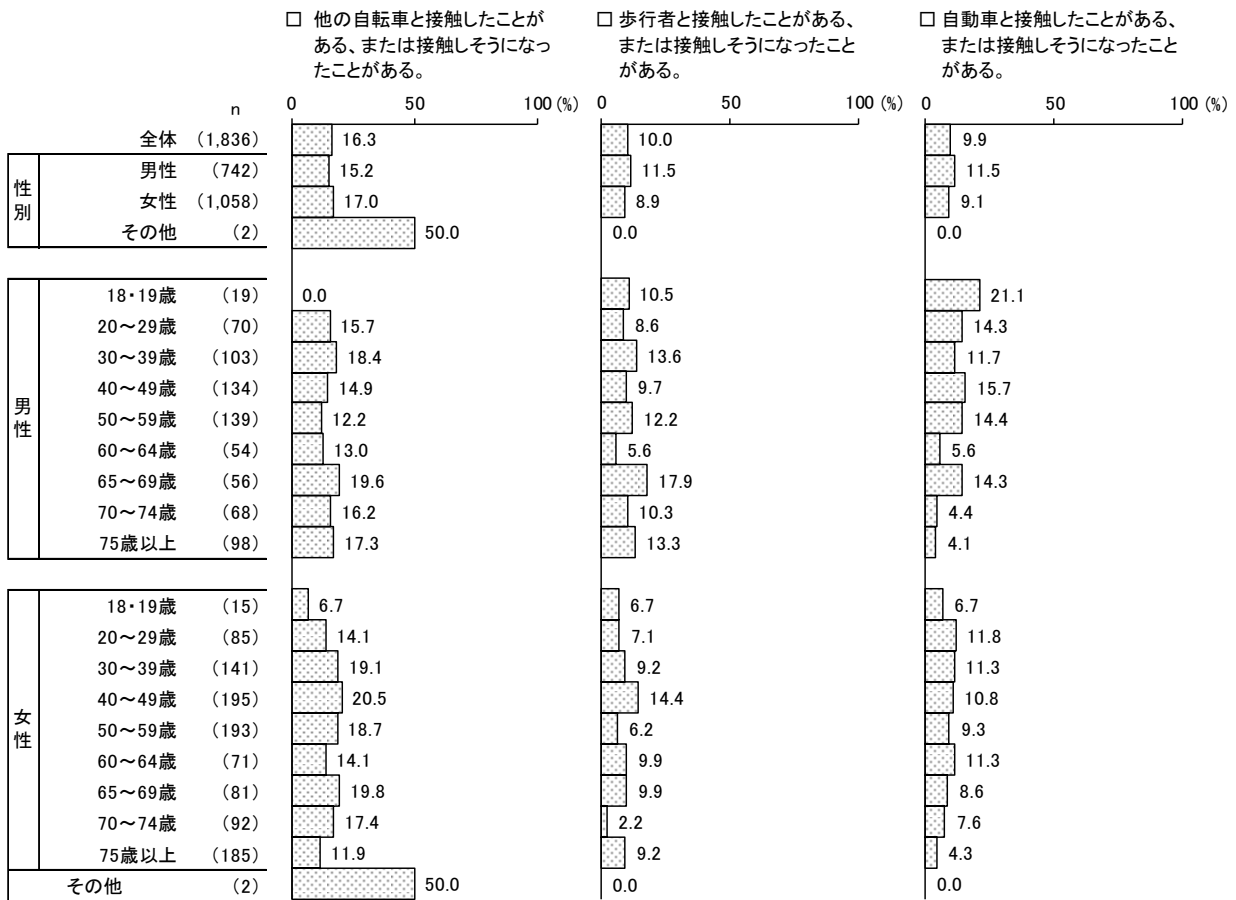 □ 他の自転車と接触したことが
ある、または接触しそうになっ
たことがある。
□ 歩行者と接触したことがある、
または接触しそうになったこと
がある。
□ 自動車と接触したことがある、
または接触しそうになったこと
がある。
n 0 50 100 (%) 0 50 100 (%) 0 50 100 (%)
全体 (1,836) 16.3 10.0 9.9
性別
男性 (742) 15.2 11.5 11.5
女性 (1,058) 17.0 8.9 9.1
その他 (2) 50.0 0.0 0.0
男性
18・19歳 (19) 0.0 10.5 21.1
20～29歳 (70) 15.7 8.6 14.3
30～39歳 (103) 18.4 13.6 11.7
40～49歳 (134) 14.9 9.7 15.7
50～59歳 (139) 12.2 12.2 14.4
60～64歳 (54) 13.0 5.6 5.6
65～69歳 (56) 19.6 17.9 14.3
70～74歳 (68) 16.2 10.3 4.4
75歳以上 (98) 17.3 13.3 4.1
女性
18・19歳 (15) 6.7 6.7 6.7
20～29歳 (85) 14.1 7.1 11.8
30～39歳 (141) 19.1 9.2 11.3
40～49歳 (195) 20.5 14.4 10.8
50～59歳 (193) 18.7 6.2 9.3
60～64歳 (71) 14.1 9.9 11.3
65～69歳 (81) 19.8 9.9 8.6
70～74歳 (92) 17.4 2.2 7.6
75歳以上 (185) 11.9 9.2 4.3
その他 (2) 50.0 0.0 0.0